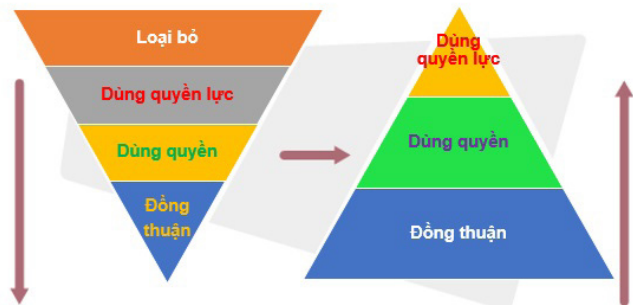 Loại bỏ
Dùng quyền lực
Dùng quyền
Đồng
thuận
Dùng
quyền lực
Dùng quyền
Đồng thuận